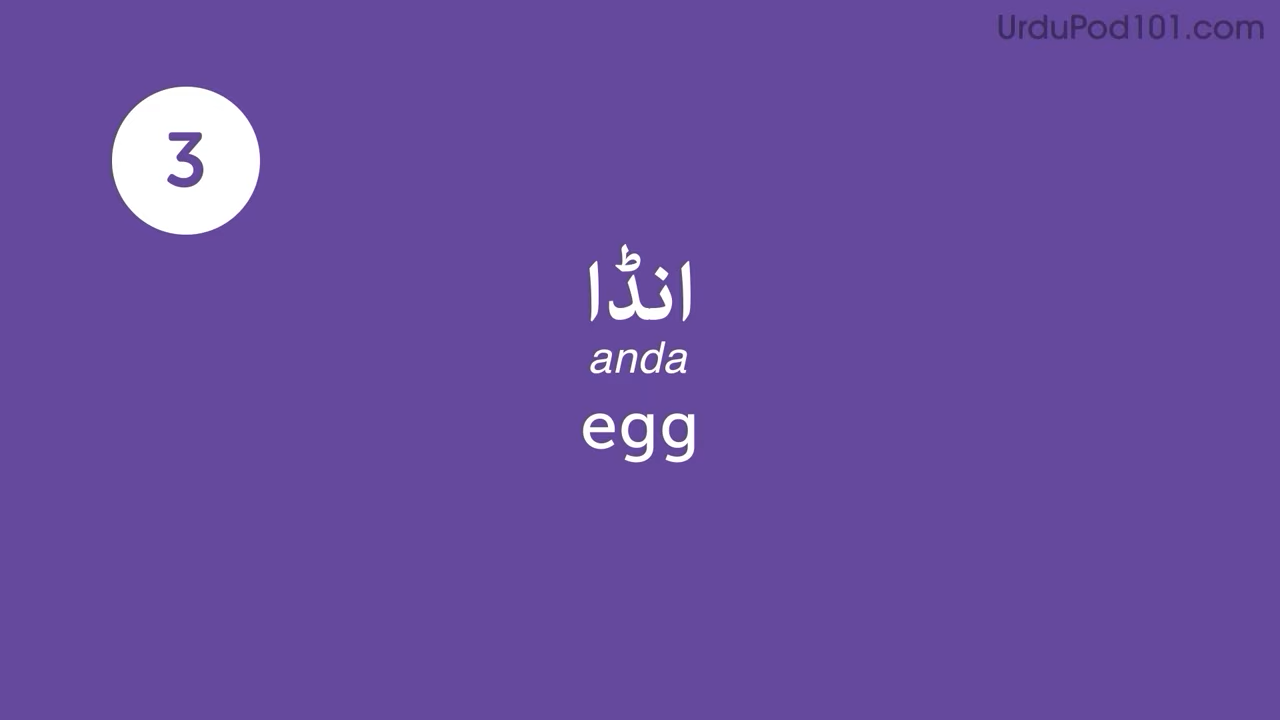 UrduPod101.com
3
انڈا
anda
egg